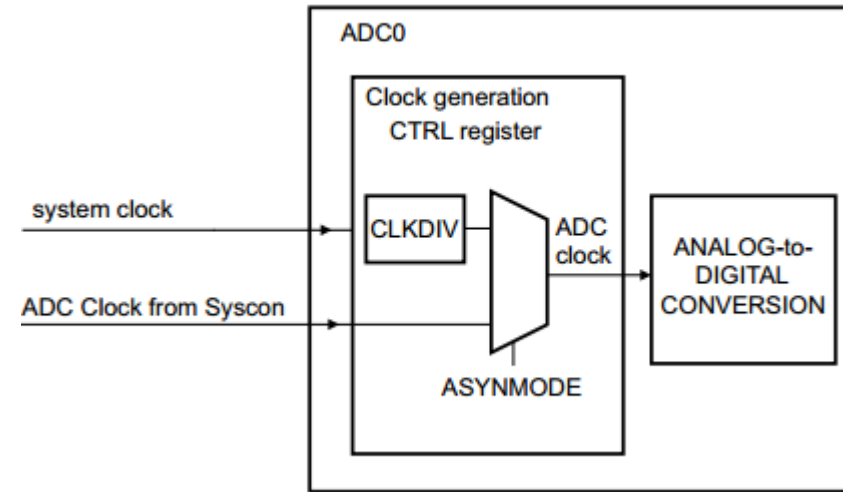 ADC0
Clock generation
CTRL register
system clock
CLKDIV
ADC
clock
ANALOG-to-
DIGITAL
CONVERSION
ADC Clock from Syscon
ASYNMODE